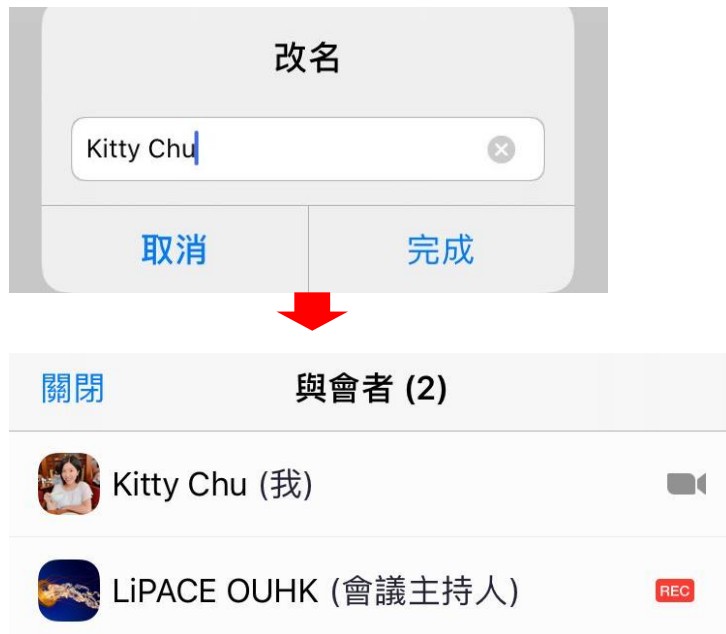 改名
Kitty Chu
取消 完成
關閉 與會者 (2)
Kitty Chu (我)
LiPACE OUHK (會議主持人) REC